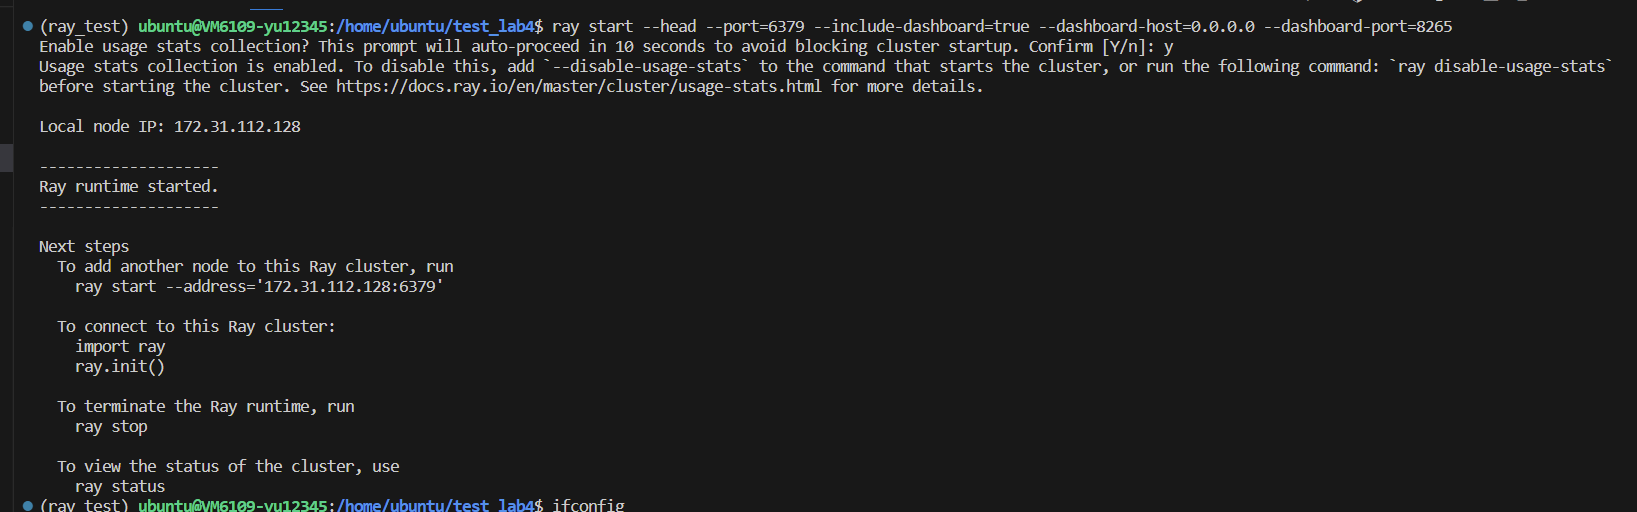 (ray_test) ubuntu@VM6109-yu12345:/home/ubuntu/test_lab4$ ray start --head --port=6379 --include-dashboard=true --dashboard-host=0.0.0.0 --dashboard-port=8265
Enable usage stats collection? This prompt will auto-proceed in 10 seconds to avoid blocking cluster startup. Confirm [Y/n]: y
Usage stats collection is enabled. To disable this, add `--disable-usage-stats` to the command that starts the cluster, or run the following command: `ray disable-usage-stats`
before starting the cluster. See https://docs.ray.io/en/master/cluster/usage-stats.html for more details.

Local node IP: 172.31.112.128

--------------------
Ray runtime started.
--------------------

Next steps
  To add another node to this Ray cluster, run
    ray start --address='172.31.112.128:6379'

  To connect to this Ray cluster:
    import ray
    ray.init()

  To terminate the Ray runtime, run
    ray stop

  To view the status of the cluster, use
    ray status
(ray_test) ubuntu@VM6109-yu12345:/home/ubuntu/test_lab4$ ifconfig